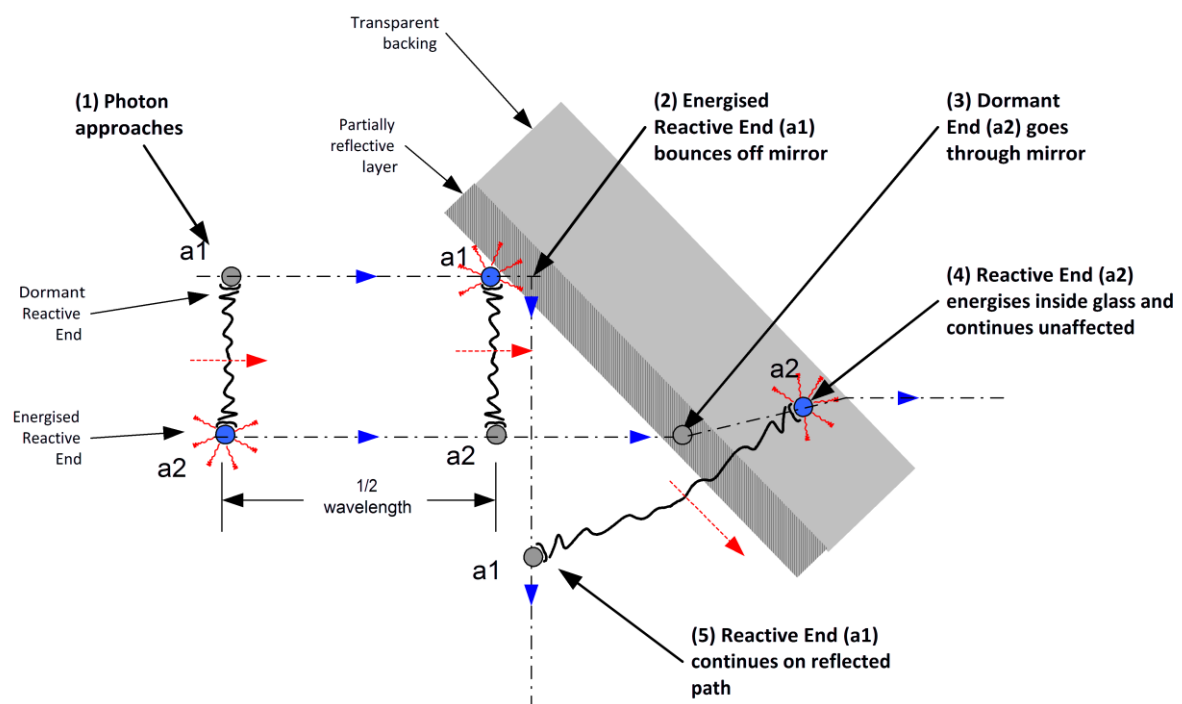 Transparent
backing
(1) Photon
approaches
Partially
reflective
layer
(2) Energised
Reactive End (a1)
bounces off mirror
(3) Dormant
End (a2) goes
through mirror
a1
a1
Dormant
Reactive
End
(4) Reactive End (a2)
energises inside glass and
continues unaffected
a2
Energised
Reactive
End
a2
a2
1/2
wavelength
a1
(5) Reactive End (a1)
continues on reflected
path